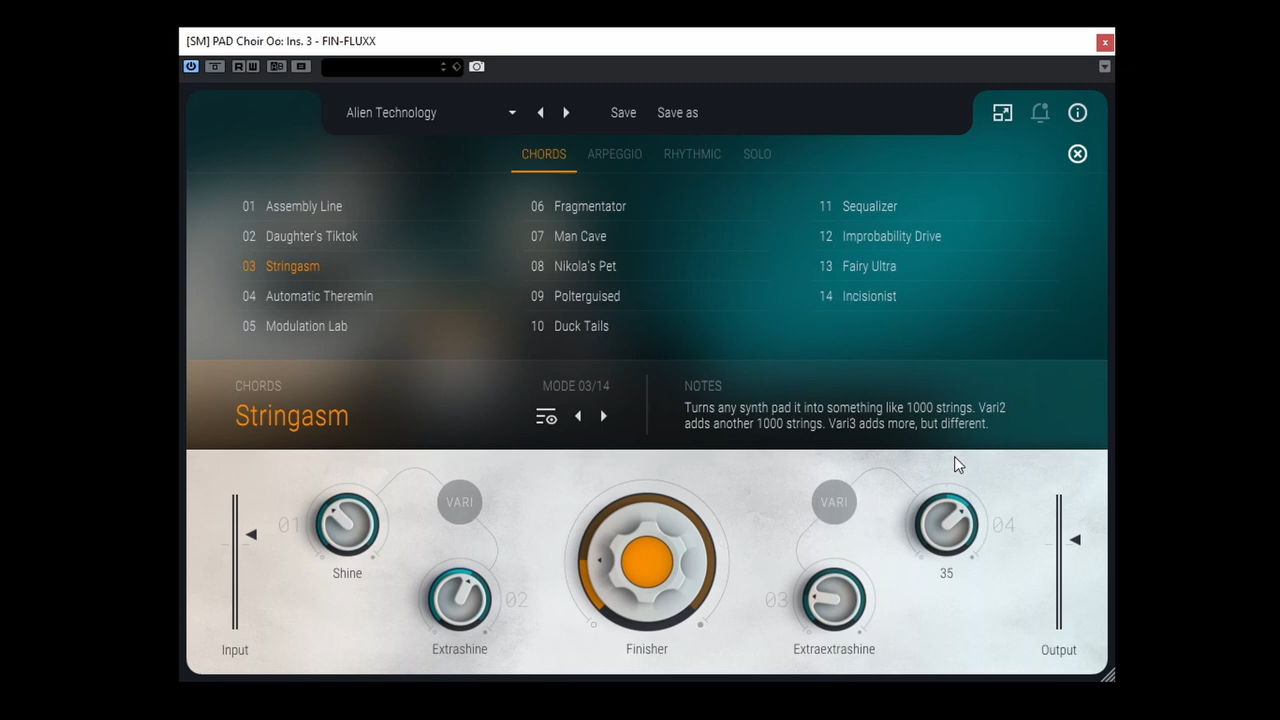 [SM] PAD Choir Oo: Ins. 3 - FIN-FLUXX
R W
Alien Technology Save Save as
CHORDS ARPEGGIO RHYTHMIC SOLO
01 Assembly Line 06 Fragmentator 11 Sequalizer
02 Daughter's Tiktok 07 Man Cave 12 Improbability Drive
03 Stringasm 08 Nikola's Pet 13 Fairy Ultra
04 Automatic Theremin 09 Polterguised 14 Incisionist
05 Modulation Lab 10 Duck Tails
CHORDS MODE 03/14 NOTES
Stringasm
Turns any synth pad it into something like 1000 strings. Vari2
adds another 1000 strings. Vari3 adds more, but different.
VARI VARI
01 04
Shine 35
02 03
Input Extrashine Finisher Extraextrashine Output